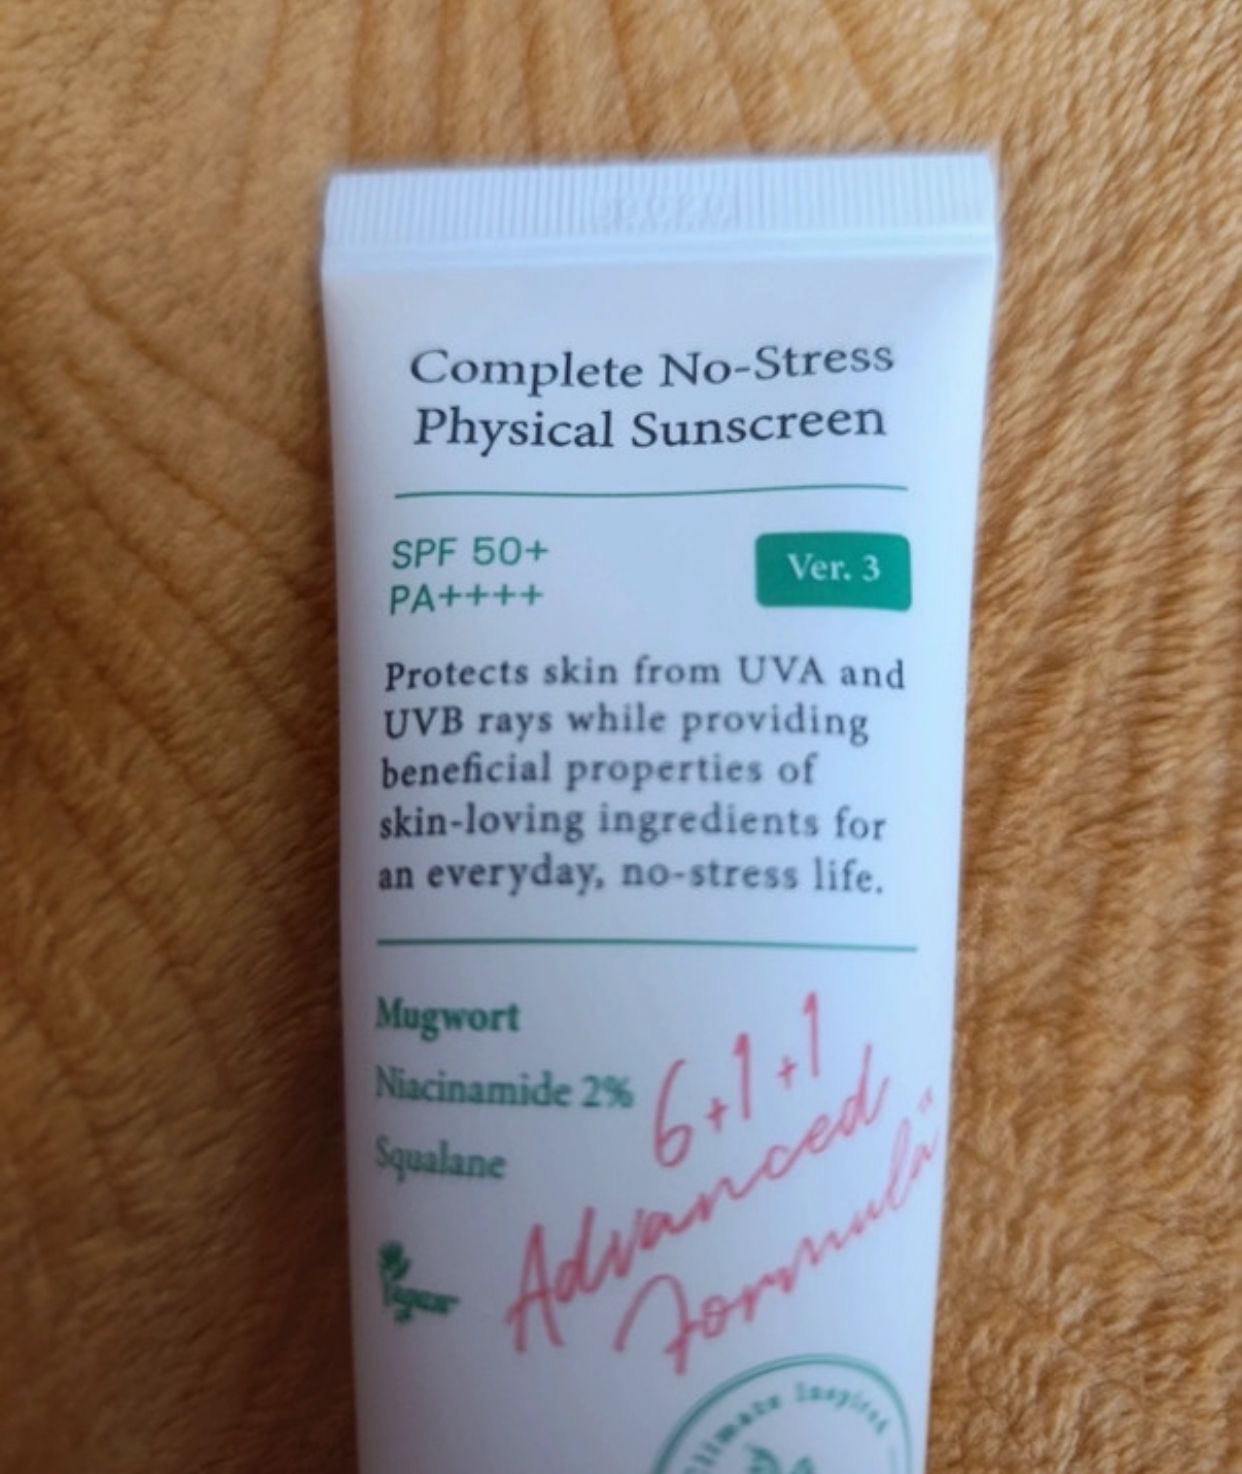 Complete No-Stress
Physical Sunscreen
SPF 50+
PA++++
Ver. 3
Protects skin from UVA and
UVB rays while providing
beneficial properties of
skin-loving ingredients for
an everyday, no-stress life.
Mugwort
Niacinamide 2%
Squalane
6+1+1
Advanced
Formula"
Vegan
Climate Inspires